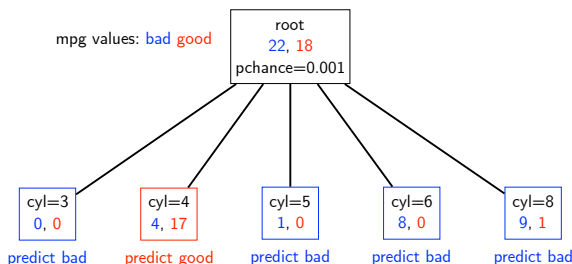 root
mpg values: bad good
22, 18
pchance=0.001
cyl=3
0, 0
cyl=4
4, 17
cyl=5
1, 0
cyl=6
8, 0
cyl=8
9, 1
predict bad
predict good
predict bad
predict bad
predict bad